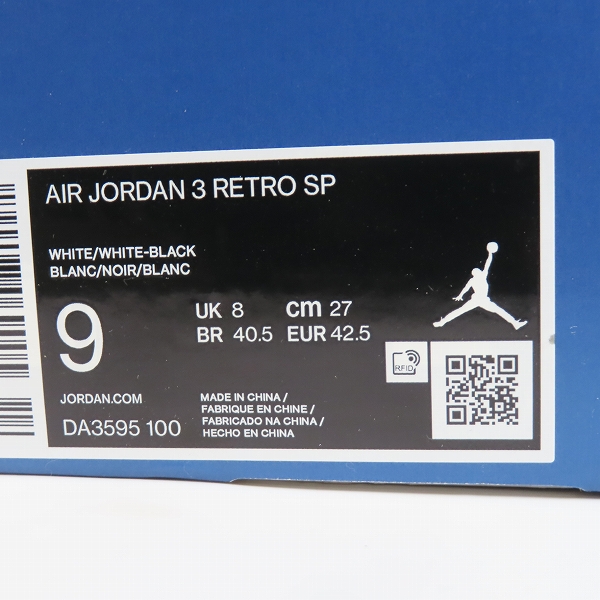 AIR JORDAN 3 RETRO SP
WHITE/WHITE-BLACK
BLANC/NOIR/BLANC
9
UK 8 cm 27
BR 40.5 EUR 42.5
RFID
JORDAN.COM
DA3595 100
MADE IN CHINA /
FABRIQUE EN CHINE /
FABRICADO NA CHINA /
HECHO EN CHINA